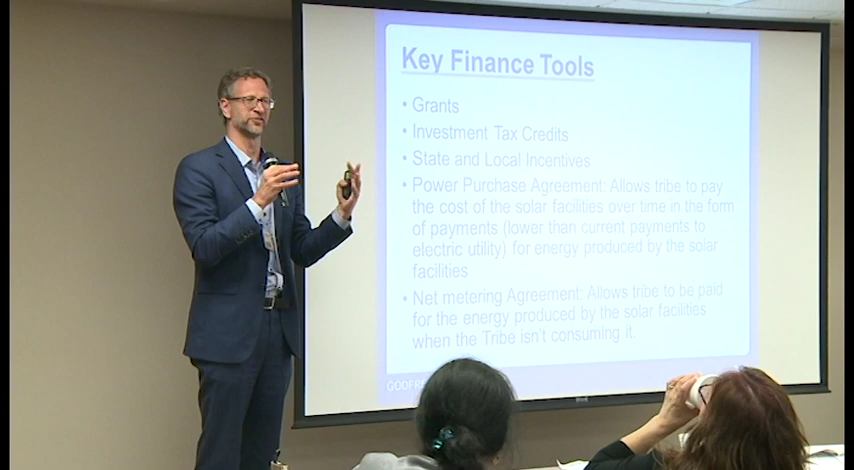 Key Finance Tools
• Grants
• Investment Tax Credits
• State and Local Incentives
• Power Purchase Agreement: Allows tribe to pay
the cost of the solar facilities over time in the form
of payments (lower than current payments to
electric utility) for energy produced by the solar
facilities
• Net metering Agreement: Allows tribe to be paid
for the energy produced by the solar facilities
when the Tribe isn't consuming it.